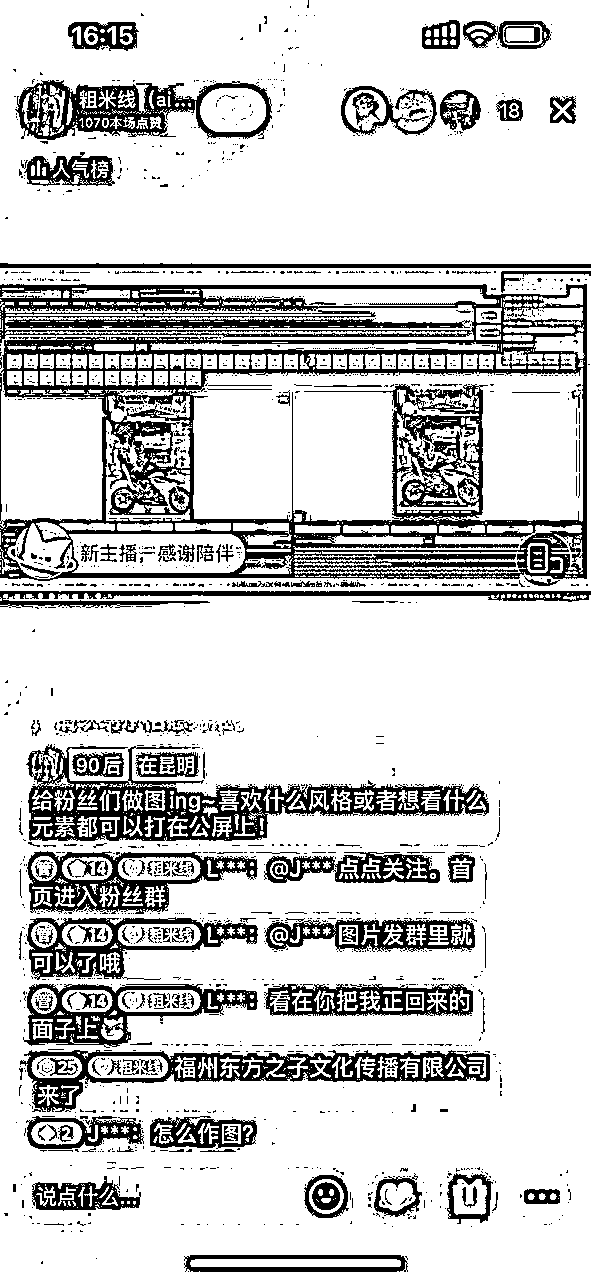 16:15
粗米线（ai...
1070本场点赞
18
人气榜
新主播，感谢陪伴
90后 在昆明
给粉丝们做图ing~喜欢什么风格或者想看什么
元素都可以打在公屏上！
管 14 粗米线 L***： @J*** 点点关注。首
页进入粉丝群
管 14 粗米线 L***： @J*** 图片发群里就
可以了哦
管 14 粗米线 L***： 看在你把我正回来的
面子上
25 粗米线 福州东方之子文化传播有限公司
来了
2 J***： 怎么作图？
说点什么...